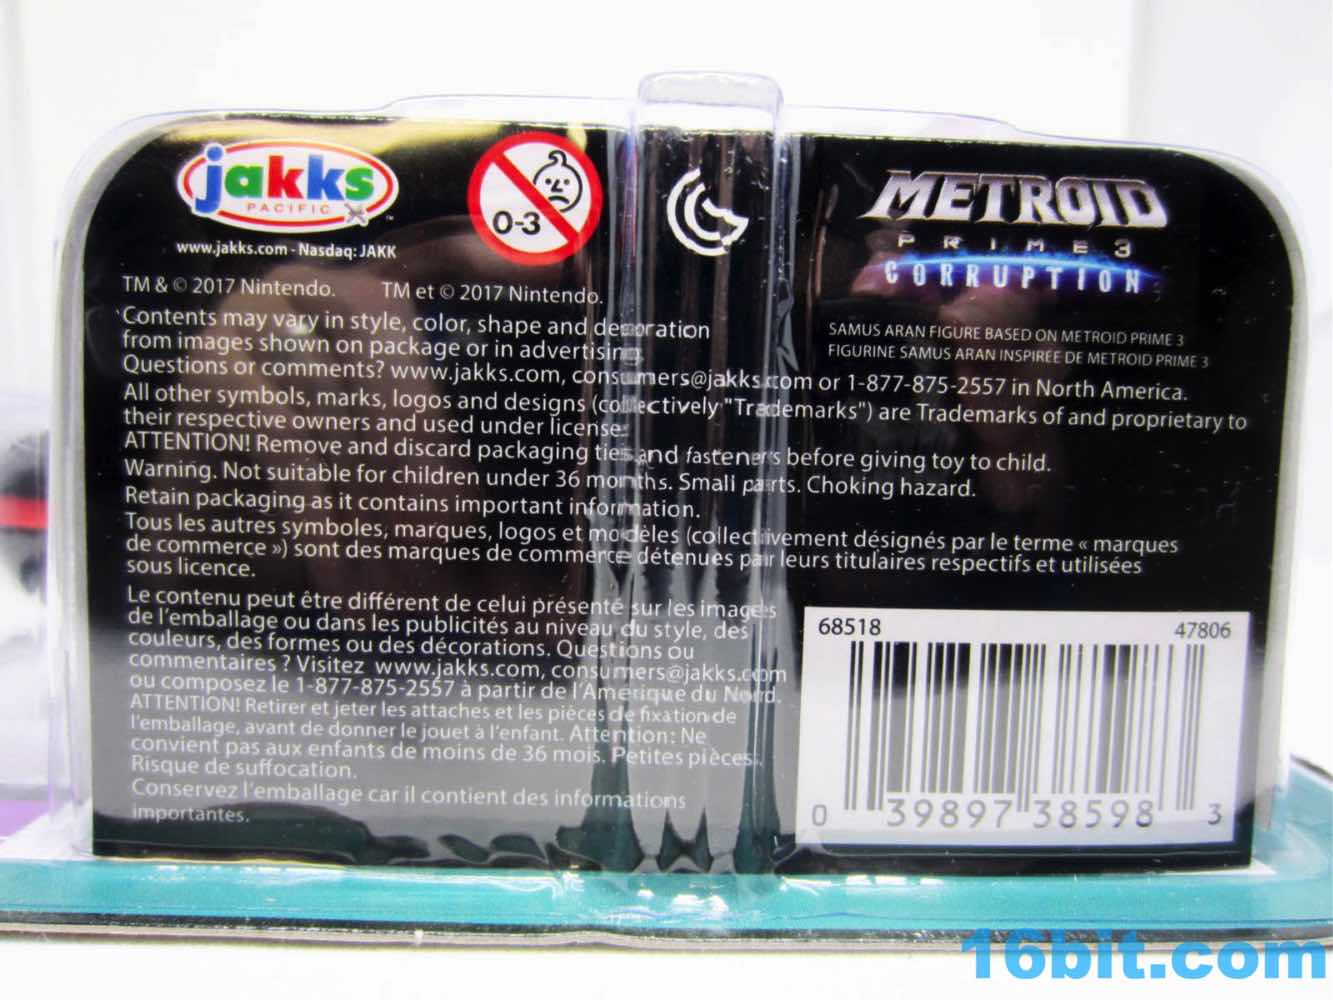 jakks
PACIFIC
™
www.jakks.com - Nasdaq: JAKK
0-3
METROID
PRIME 3
CORRUPTION
TM & © 2017 Nintendo. TM et © 2017 Nintendo.
SAMUS ARAN FIGURE BASED ON METROID PRIME 3
FIGURINE SAMUS ARAN INSPIRÉE DE METROID PRIME 3
Contents may vary in style, color, shape and decoration
from images shown on package or in advertising.
Questions or comments? www.jakks.com, consumers@jakks.com or 1-877-875-2557 in North America.
All other symbols, marks, logos and designs (collectively "Trademarks") are Trademarks of and proprietary to
their respective owners and used under license.
ATTENTION! Remove and discard packaging ties and fasteners before giving toy to child.
Warning. Not suitable for children under 36 months. Small parts. Choking hazard.
Retain packaging as it contains important information.
Tous les autres symboles, marques, logos et modèles (collectivement désignés par le terme « marques
de commerce ») sont des marques de commerce détenues par leurs titulaires respectifs et utilisées
sous licence.
Le contenu peut être différent de celui présenté sur les images
de l'emballage ou dans les publicités au niveau du style, des
couleurs, des formes ou des décorations. Questions ou
commentaires ? Visitez www.jakks.com, consumers@jakks.com
ou composez le 1-877-875-2557 à partir de l'Amérique du Nord.
ATTENTION! Retirer et jeter les attaches et les pièces de fixation de
l'emballage, avant de donner le jouet à l'enfant. Attention: Ne
convient pas aux enfants de moins de 36 mois. Petites pièces.
Risque de suffocation.
Conservez l'emballage car il contient des informations
importantes.
68518 47806
0 39897 38598 3
16bit.com